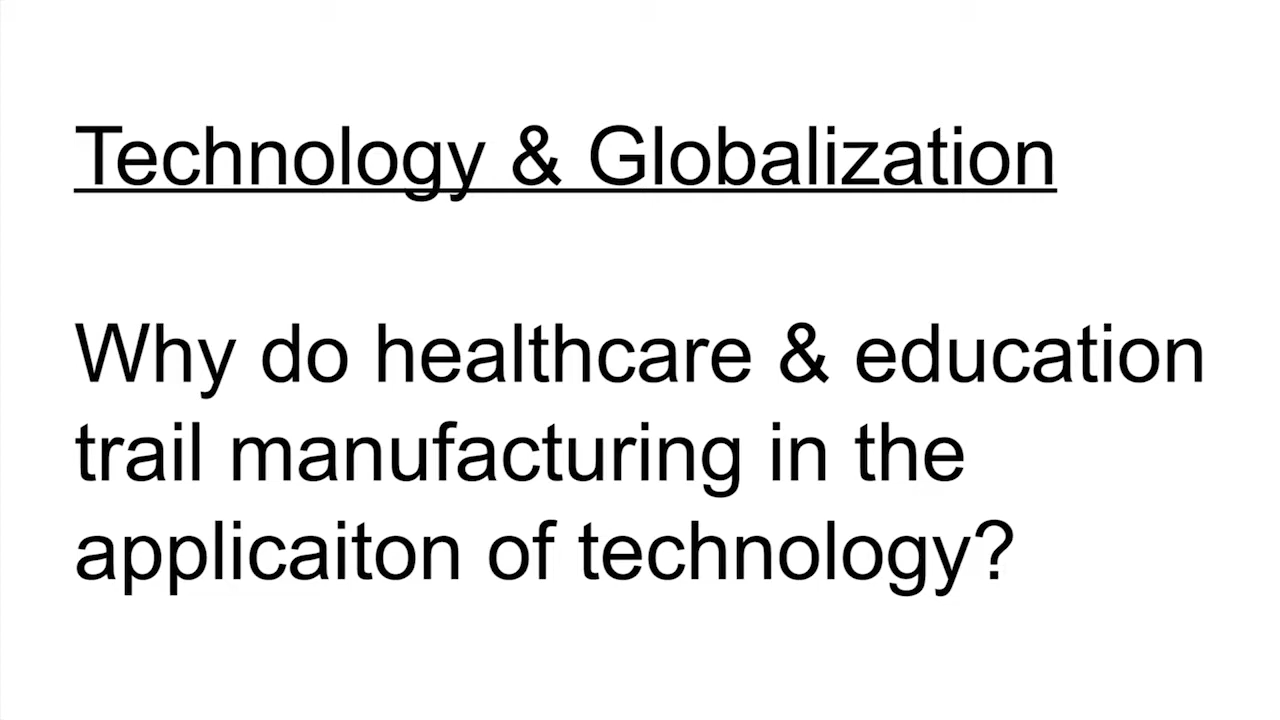 Technology & Globalization
Why do healthcare & education
trail manufacturing in the
applicaiton of technology?